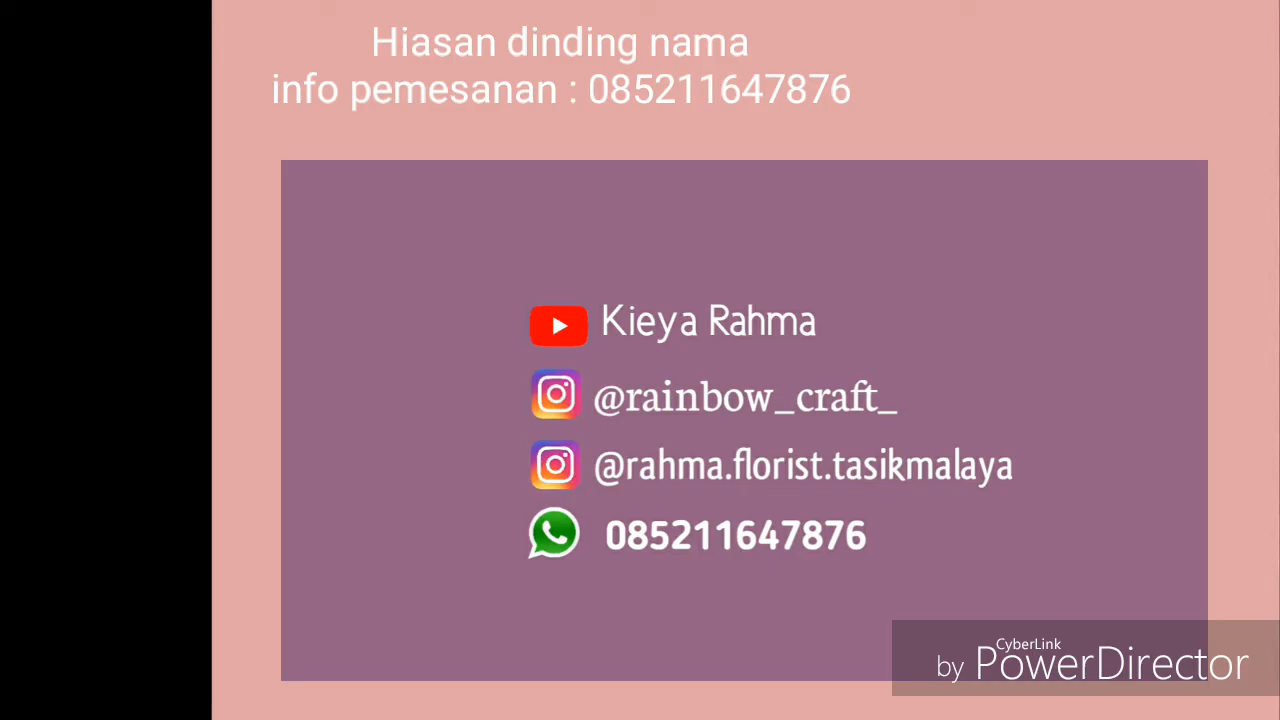 Hiasan dinding nama
info pemesanan : 085211647876
Kieya Rahma
@rainbow_craft_
@rahma.florist.tasikmalaya
085211647876
CyberLink
by PowerDirector